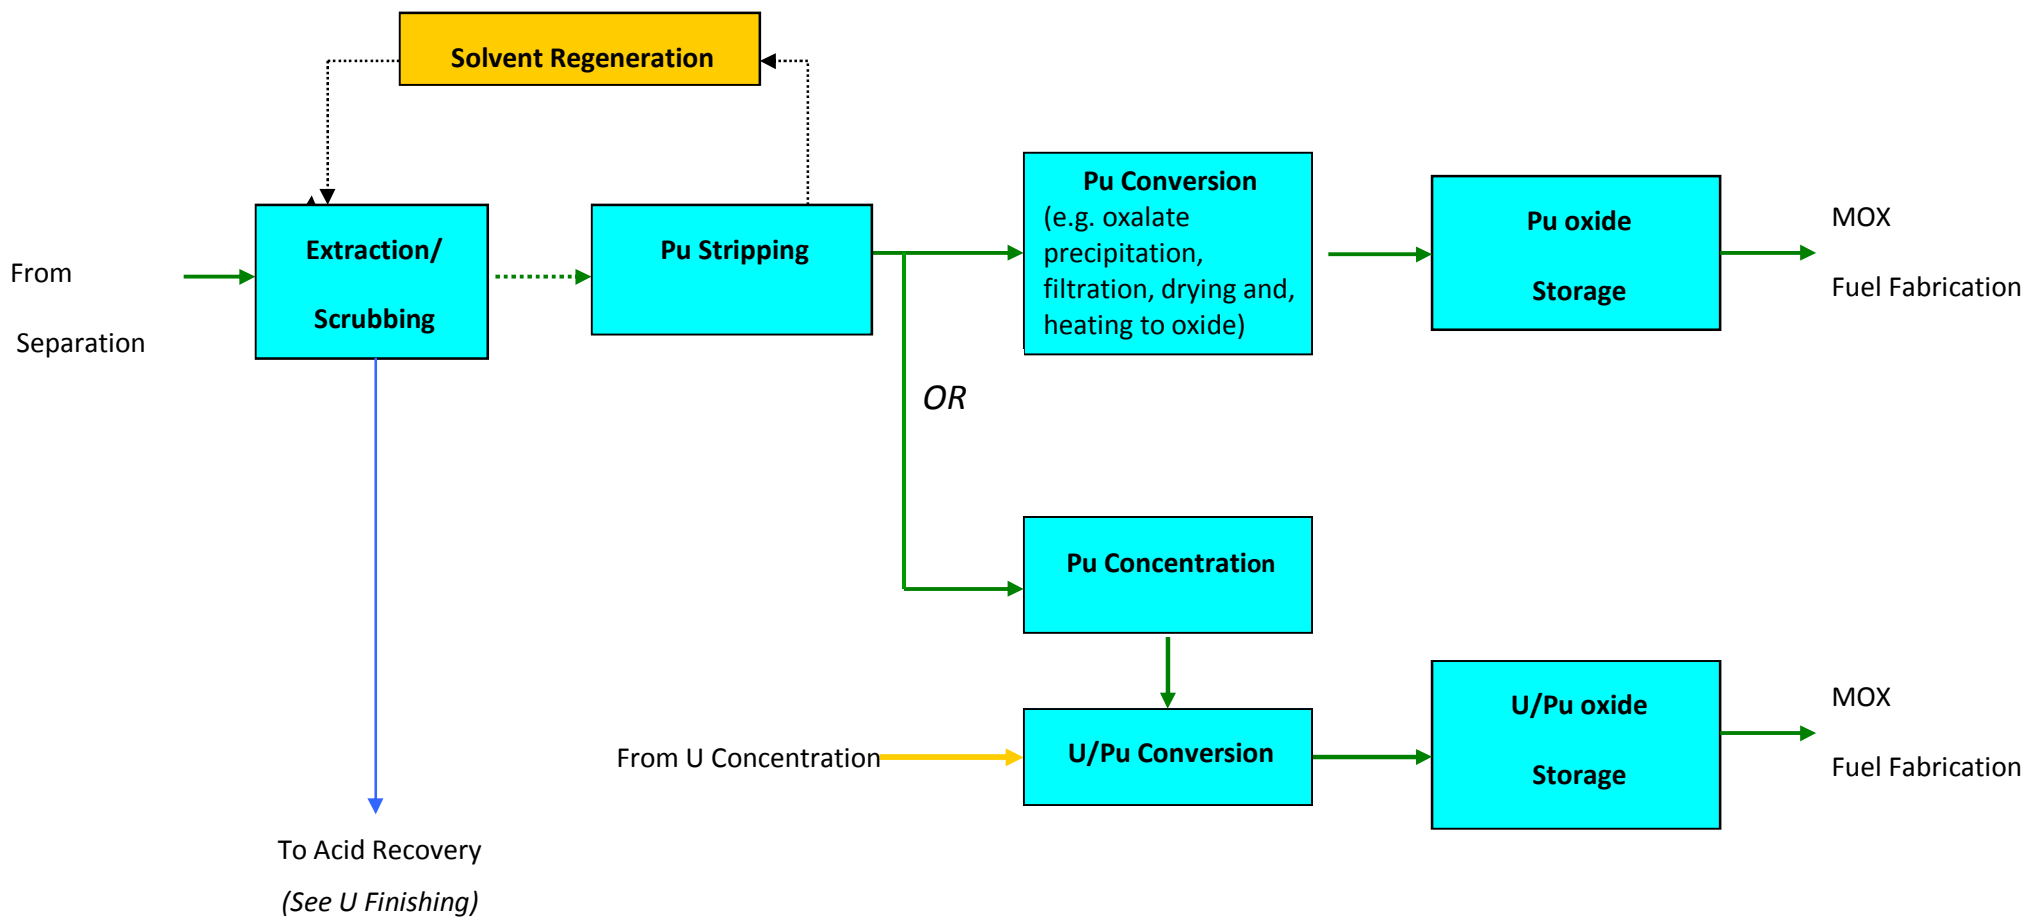 Solvent Regeneration
From
Separation
Extraction/
Scrubbing
Pu Stripping
Pu Conversion
(e.g. oxalate
precipitation,
filtration, drying and,
heating to oxide)
Pu oxide
Storage
MOX
Fuel Fabrication
OR
Pu Concentration
From U Concentration
U/Pu Conversion
U/Pu oxide
Storage
MOX
Fuel Fabrication
To Acid Recovery
(See U Finishing)